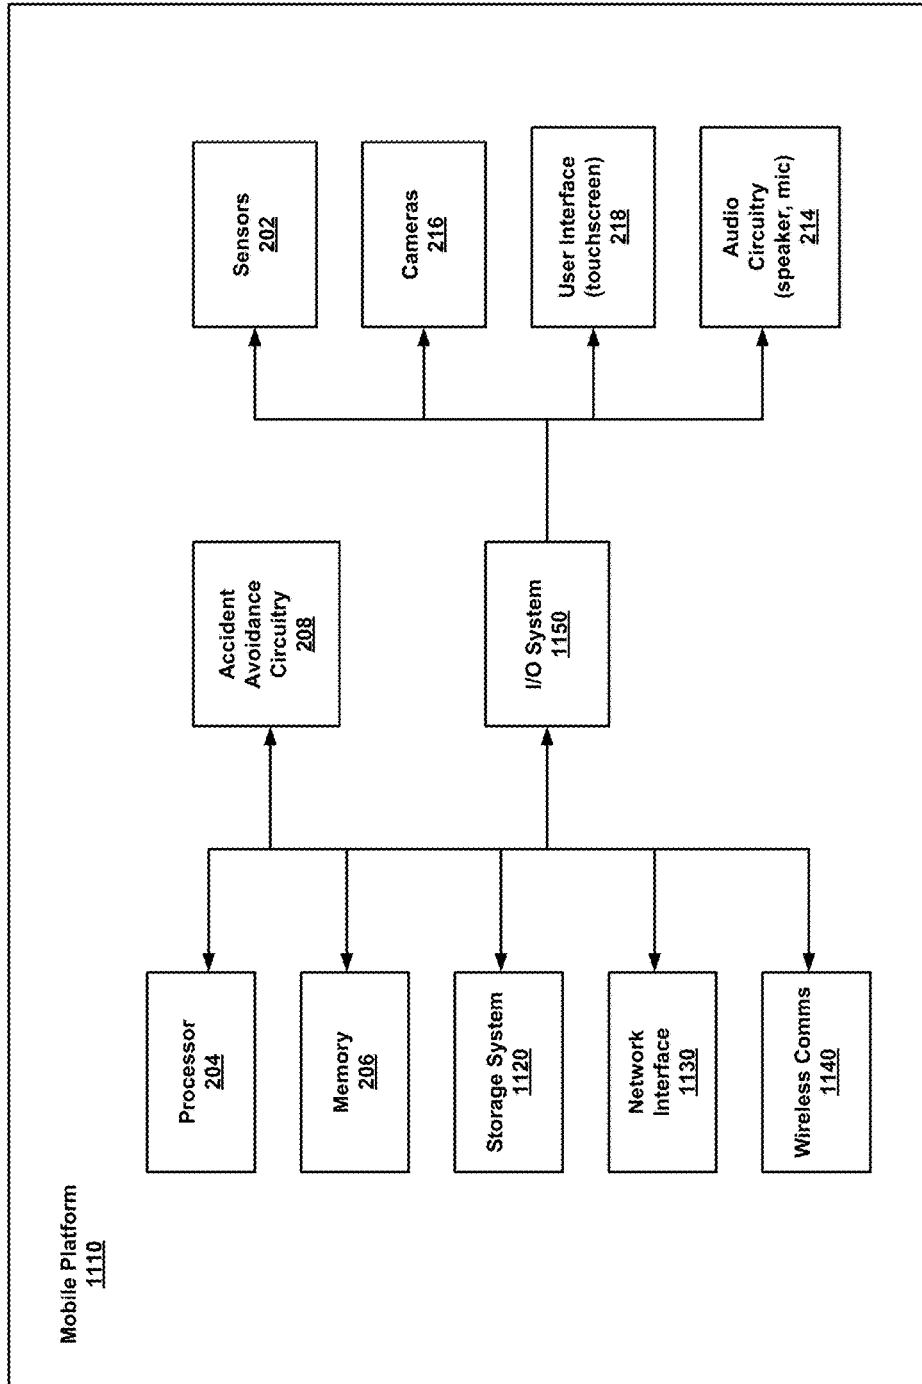 Mobile Platform
1110
Processor
204
Memory
206
Storage System
1120
Network
Interface
1130
Wireless Comms
1140
Accident
Avoidance
Circuitry
208
I/O System
1150
Sensors
202
Cameras
216
User Interface
(touchscreen)
218
Audio
Circuitry
(speaker, mic)
214